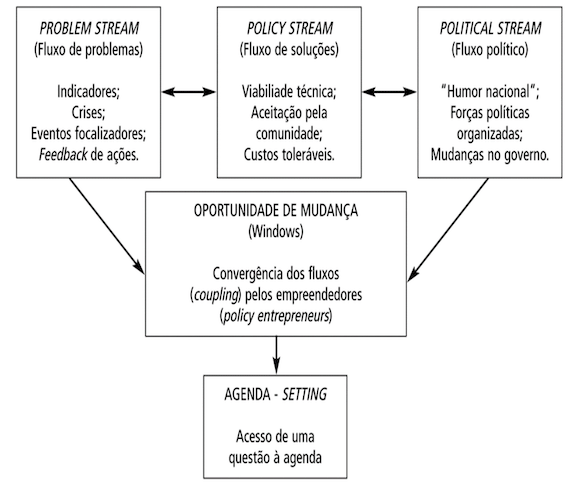 PROBLEM STREAM
(Fluxo de problemas)
Indicadores;
Crises;
Eventos focalizadores;
Feedback de ações.
POLICY STREAM
(Fluxo de soluções)
Viabiliade técnica;
Aceitação pela
comunidade;
Custos toleráveis.
POLITICAL STREAM
(Fluxo político)
“Humor nacional“;
Forças políticas
organizadas;
Mudanças no governo.
OPORTUNIDADE DE MUDANÇA
(Windows)
Convergência dos fluxos
(coupling) pelos empreendedores
(policy entrepreneurs)
AGENDA - SETTING
Acesso de uma
questão à agenda